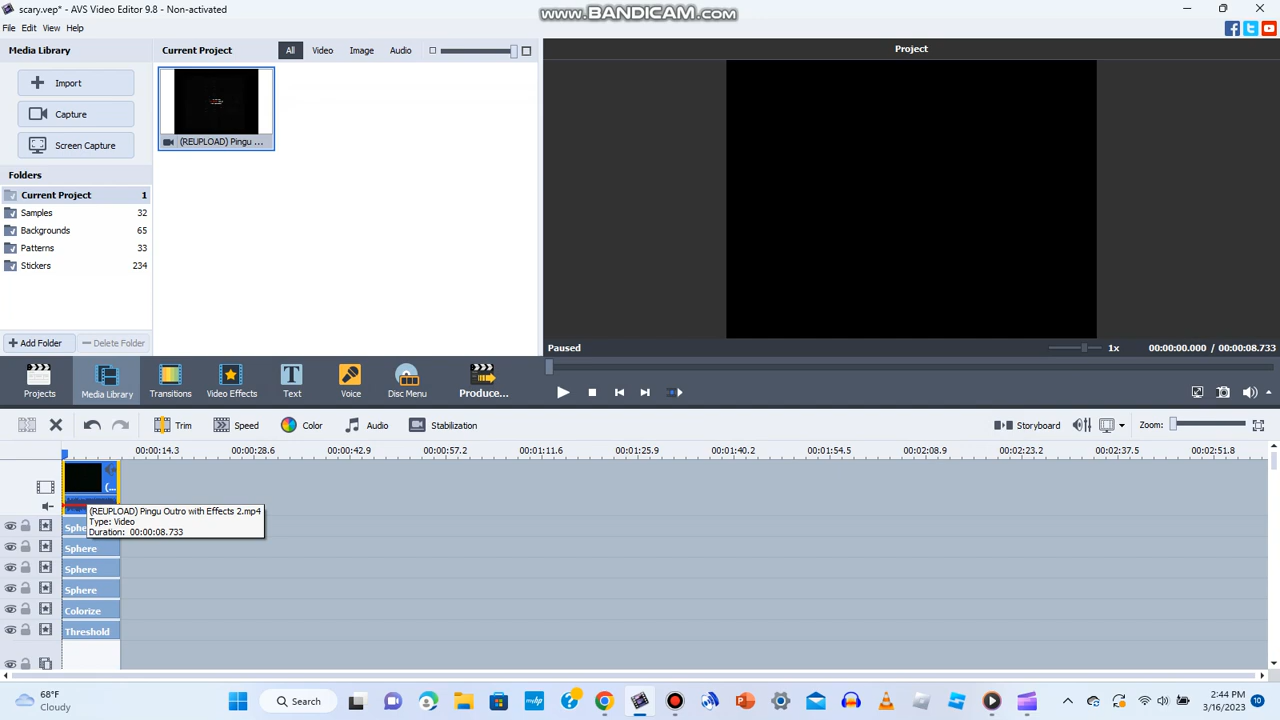 scary.vep* - AVS Video Editor 9.8 - Non-activated
www.BANDICAM.com
File Edit View Help
Media Library
Import
Capture
Screen Capture
Folders
Current Project 1
Samples 32
Backgrounds 65
Patterns 33
Stickers 234
Add Folder
Delete Folder
Current Project All Video Image Audio
(REUPLOAD) Pingu ...
Project
Paused 1x 00:00:00.000 / 00:00:08.733
Projects Media Library Transitions Video Effects Text Voice Disc Menu Produce...
Trim Speed Color Audio Stabilization Storyboard Zoom:
00:00:14.3 00:00:28.6 00:00:42.9 00:00:57.2 00:01:11.6 00:01:25.9 00:01:40.2 00:01:54.5 00:02:08.9 00:02:23.2 00:02:37.5 00:02:51.8
(...
(REUPLOAD) Pingu Outro with Effects 2.mp4
Type: Video
Duration: 00:00:08.733
Sphe
Sphere
Sphere
Sphere
Colorize
Threshold
68°F
Cloudy
Search
2:44 PM
3/16/2023
10